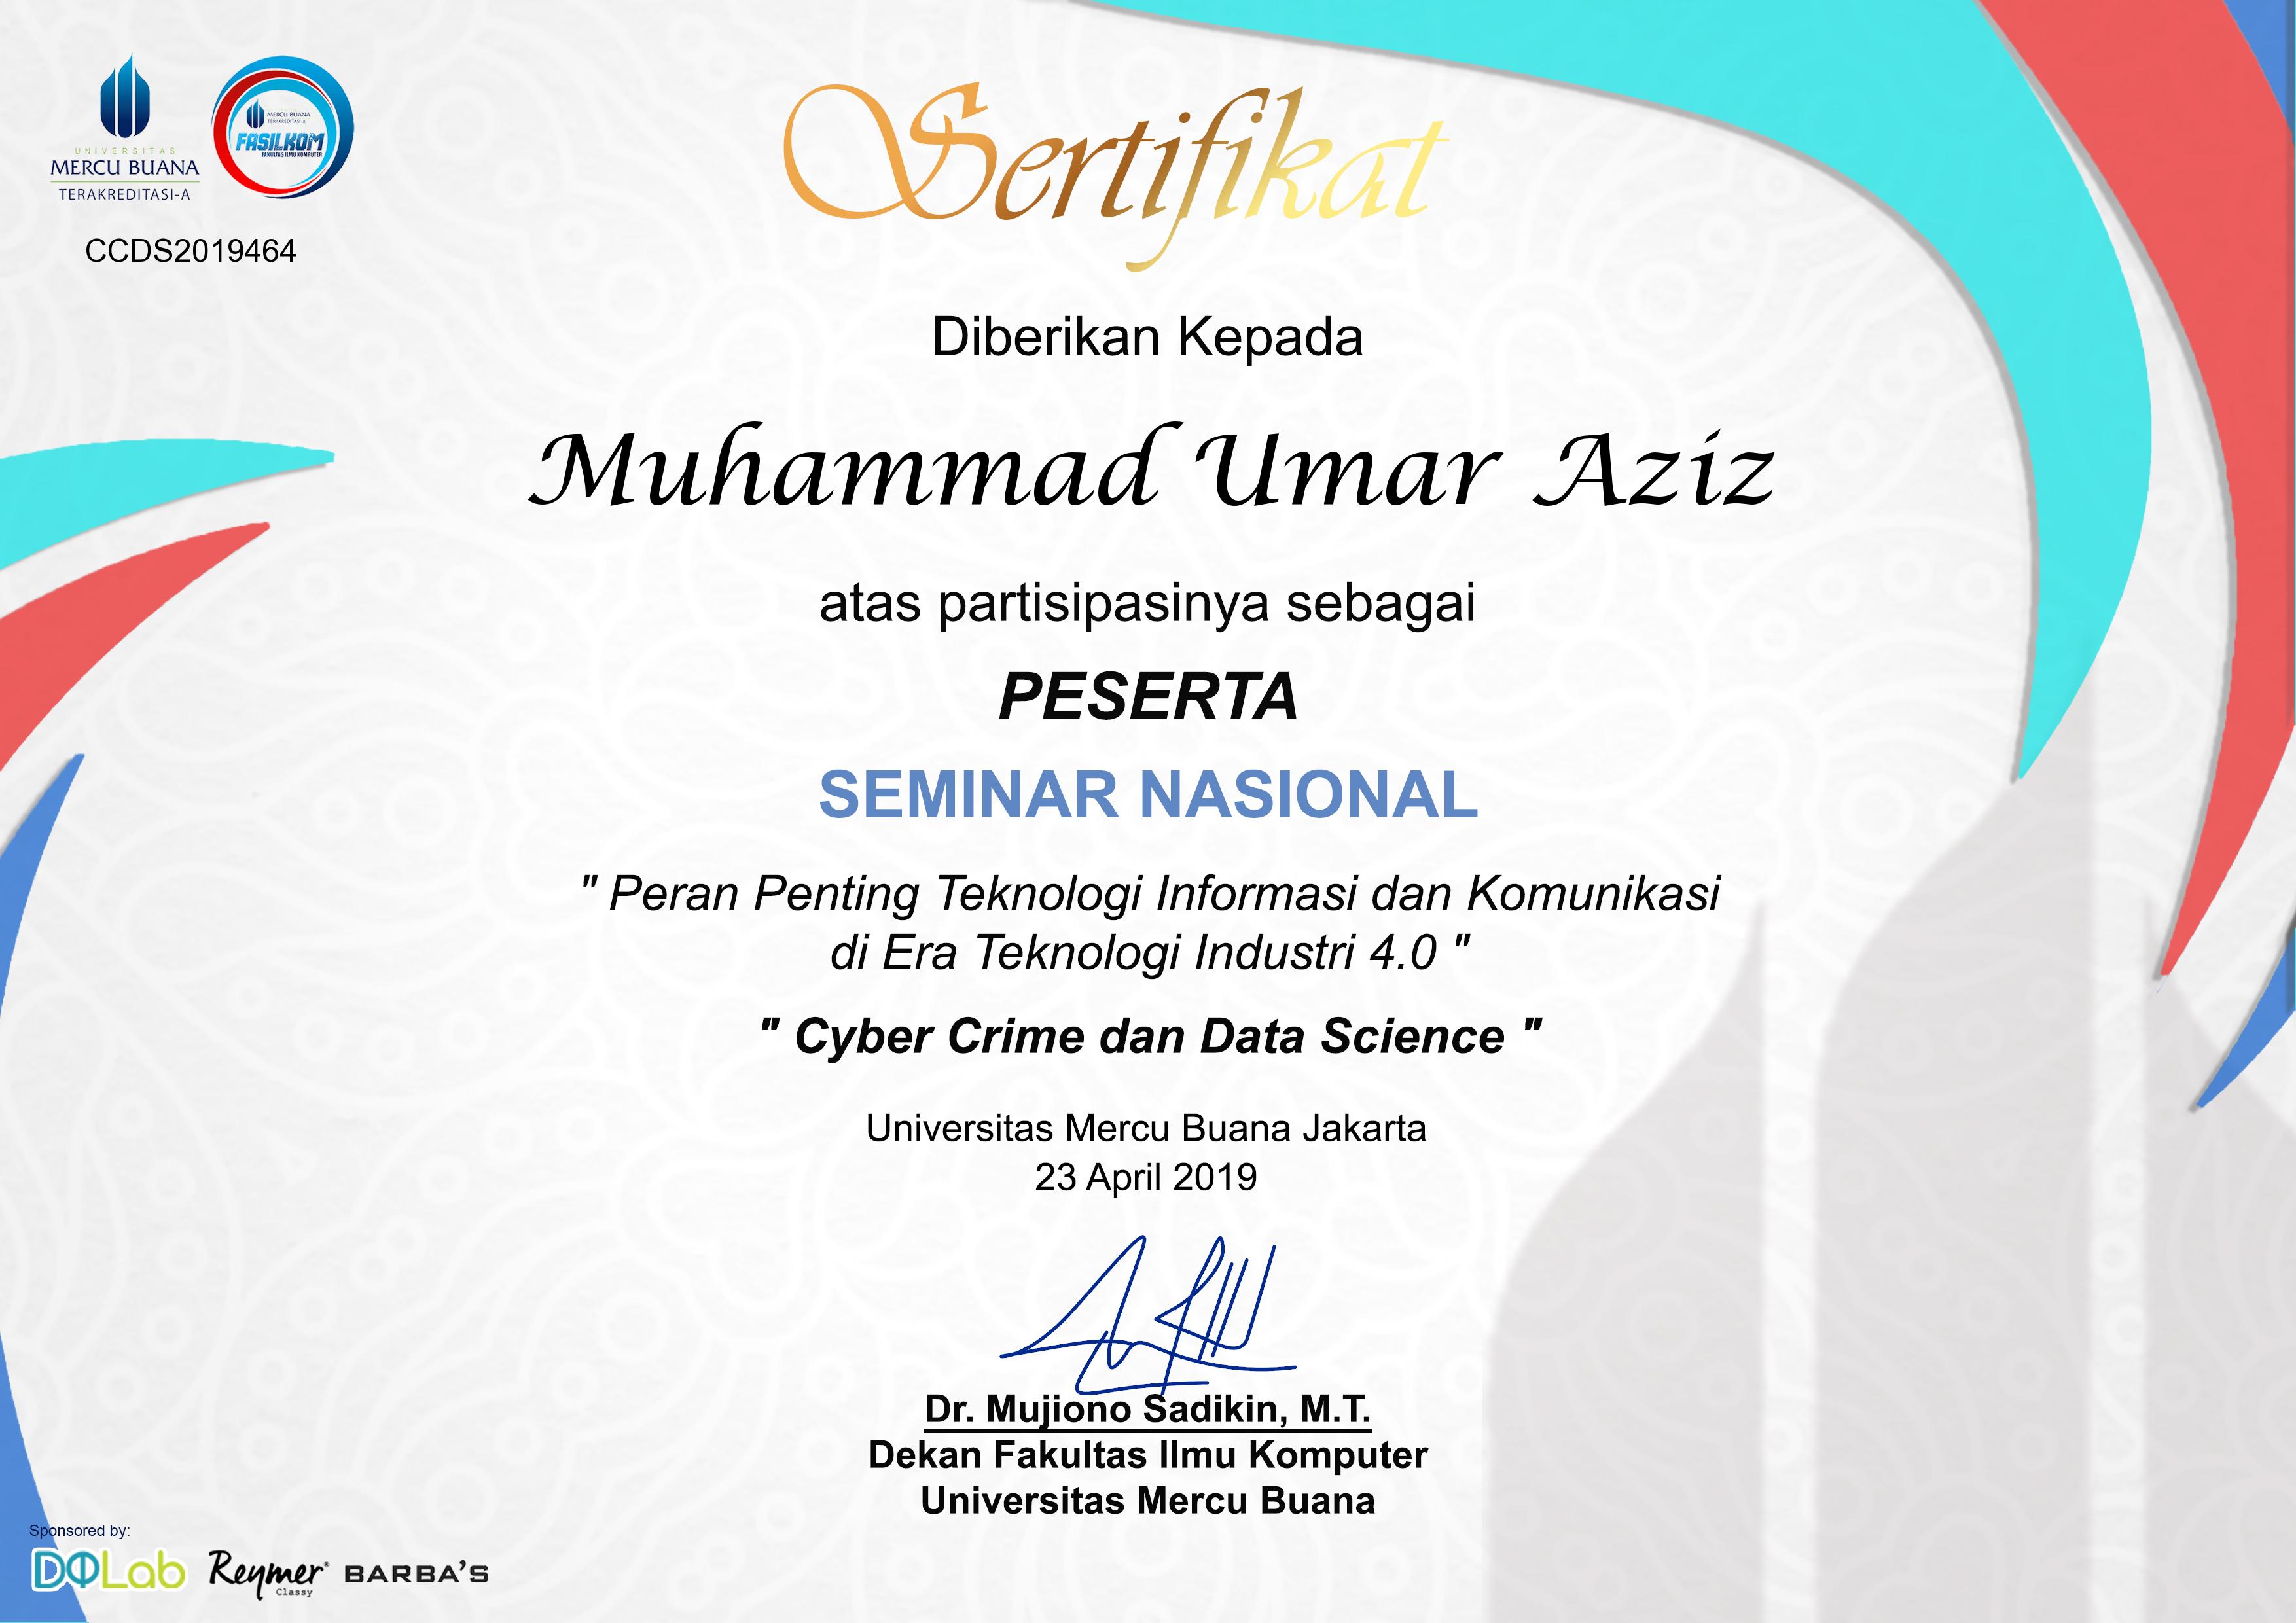 UNIVERSITAS
MERCU BUANA
TERAKREDITASI-A
MERCU BUANA
TERAKREDITASI-A
FASILKOM
FAKULTAS ILMU KOMPUTER
CCDS2019464
Sertifikat
Diberikan Kepada
Muhammad Umar Aziz
atas partisipasinya sebagai
PESERTA
SEMINAR NASIONAL
" Peran Penting Teknologi Informasi dan Komunikasi
di Era Teknologi Industri 4.0 "
" Cyber Crime dan Data Science "
Universitas Mercu Buana Jakarta
23 April 2019
Dr. Mujiono Sadikin, M.T.
Dekan Fakultas Ilmu Komputer
Universitas Mercu Buana
Sponsored by:
DQLab Reymer® Classy BARBA'S